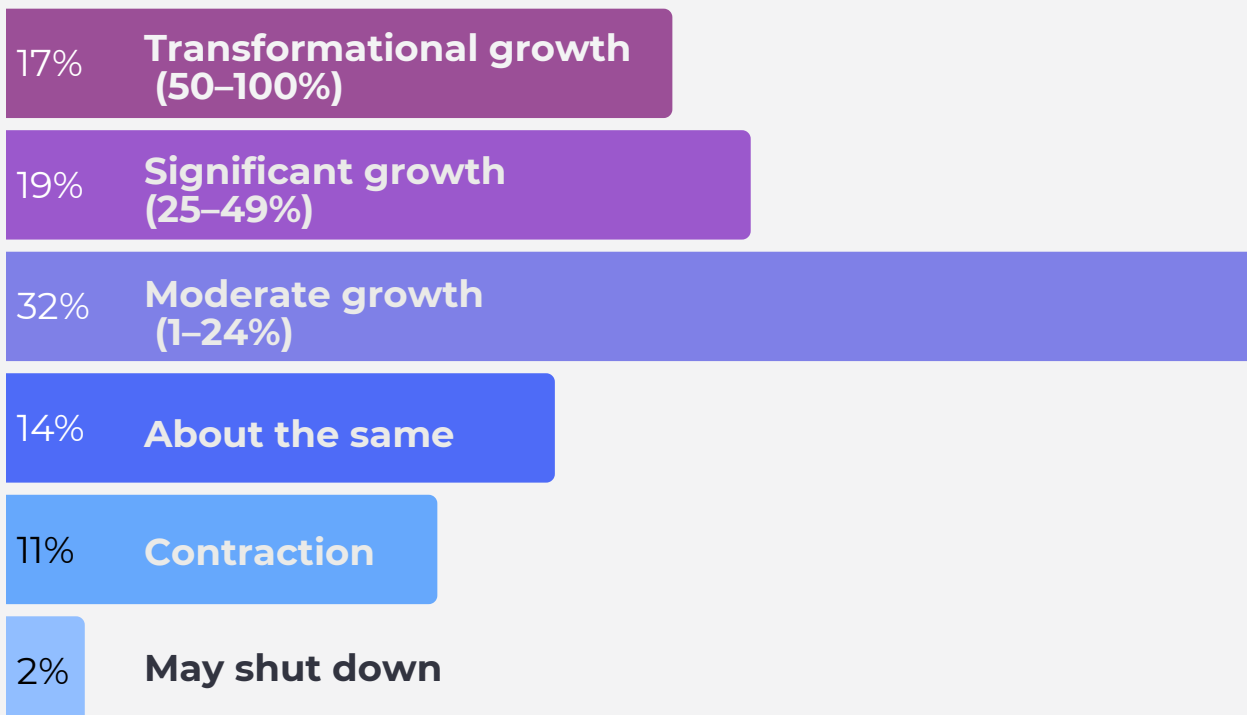 17% Transformational growth
(50–100%)
19% Significant growth
(25–49%)
32% Moderate growth
(1–24%)
14% About the same
11% Contraction
2% May shut down